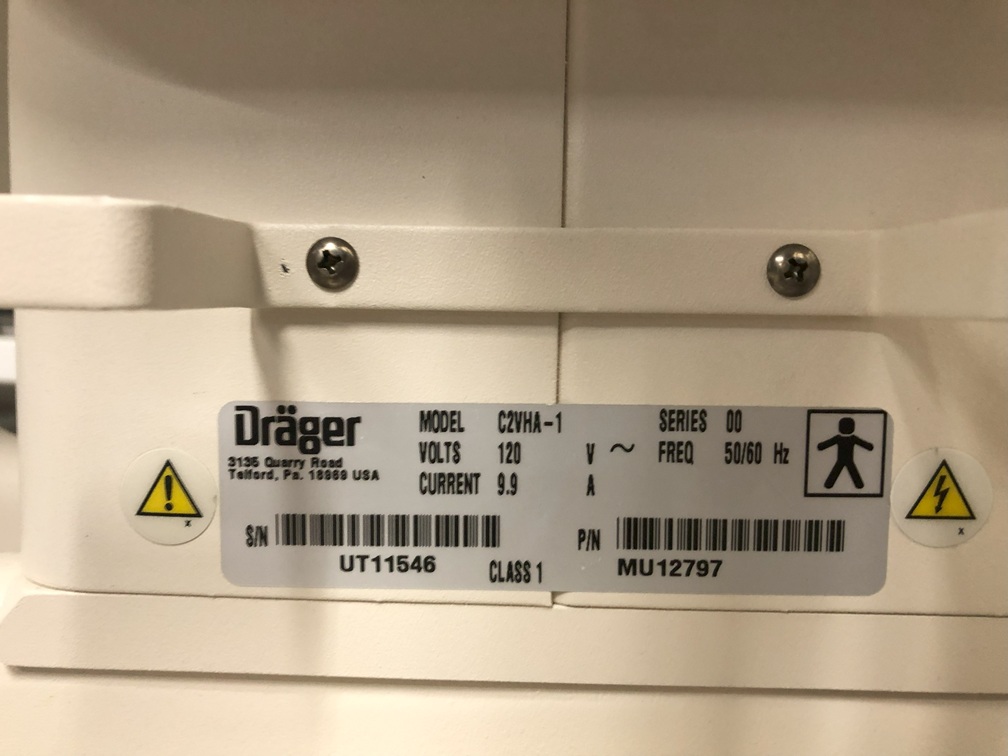 Dräger
3135 Quarry Road
Telford, Pa. 18969 USA
MODEL C2VHA-1 SERIES 00
VOLTS 120 V ~ FREQ 50/60 Hz
CURRENT 9.9 A
S/N UT11546
CLASS 1
P/N MU12797
x
x